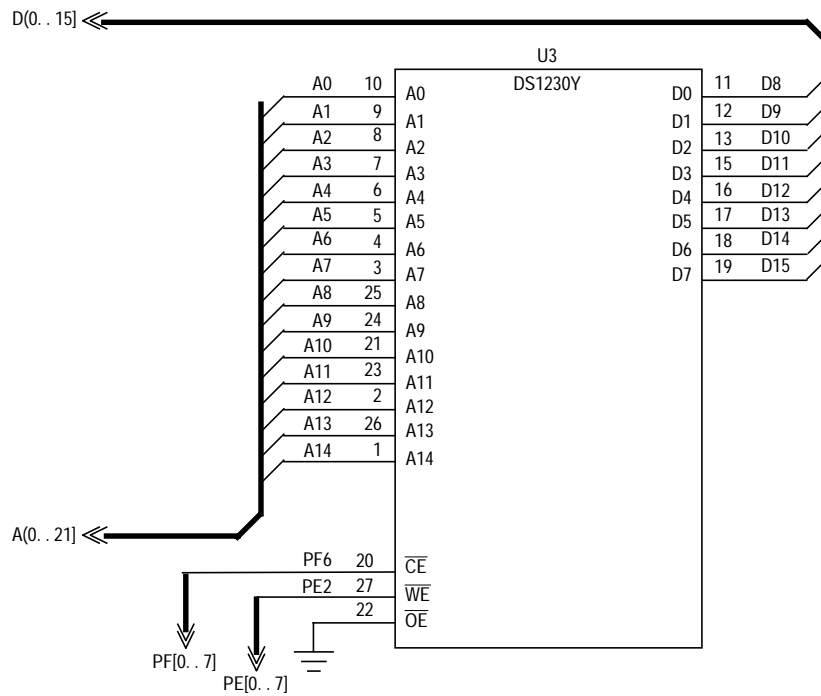 D(0. . 15]
U3
DS1230Y
A0 10 A0 D0 11 D8
A1 9 A1 D1 12 D9
A2 8 A2 D2 13 D10
A3 7 A3 D3 15 D11
A4 6 A4 D4 16 D12
A5 5 A5 D5 17 D13
A6 4 A6 D6 18 D14
A7 3 A7 D7 19 D15
A8 25 A8
A9 24 A9
A10 21 A10
A11 23 A11
A12 2 A12
A13 26 A13
A14 1 A14
A(0. . 21]
PF6 20 CE
PE2 27 WE
22 OE
PF[0. . 7]
PE[0. . 7]